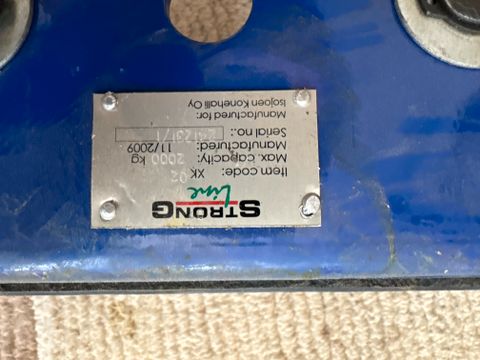 STRONG
Line
Item code: XK 02
Max. capacity: 2000 kg
Manufactured: 11/2009
Serial no.:
Manufactured for:
Isojoen Konehalli Oy